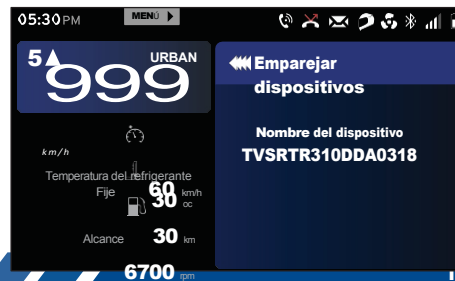 05:30 PM MENÚ
5 URBAN
999
km/h
Temperatura del refrigerante
Fije 60 km/h
30 oc
Alcance 30 km
6700 rpm
Emparejar
dispositivos
Nombre del dispositivo
TVSRTR310DDA0318